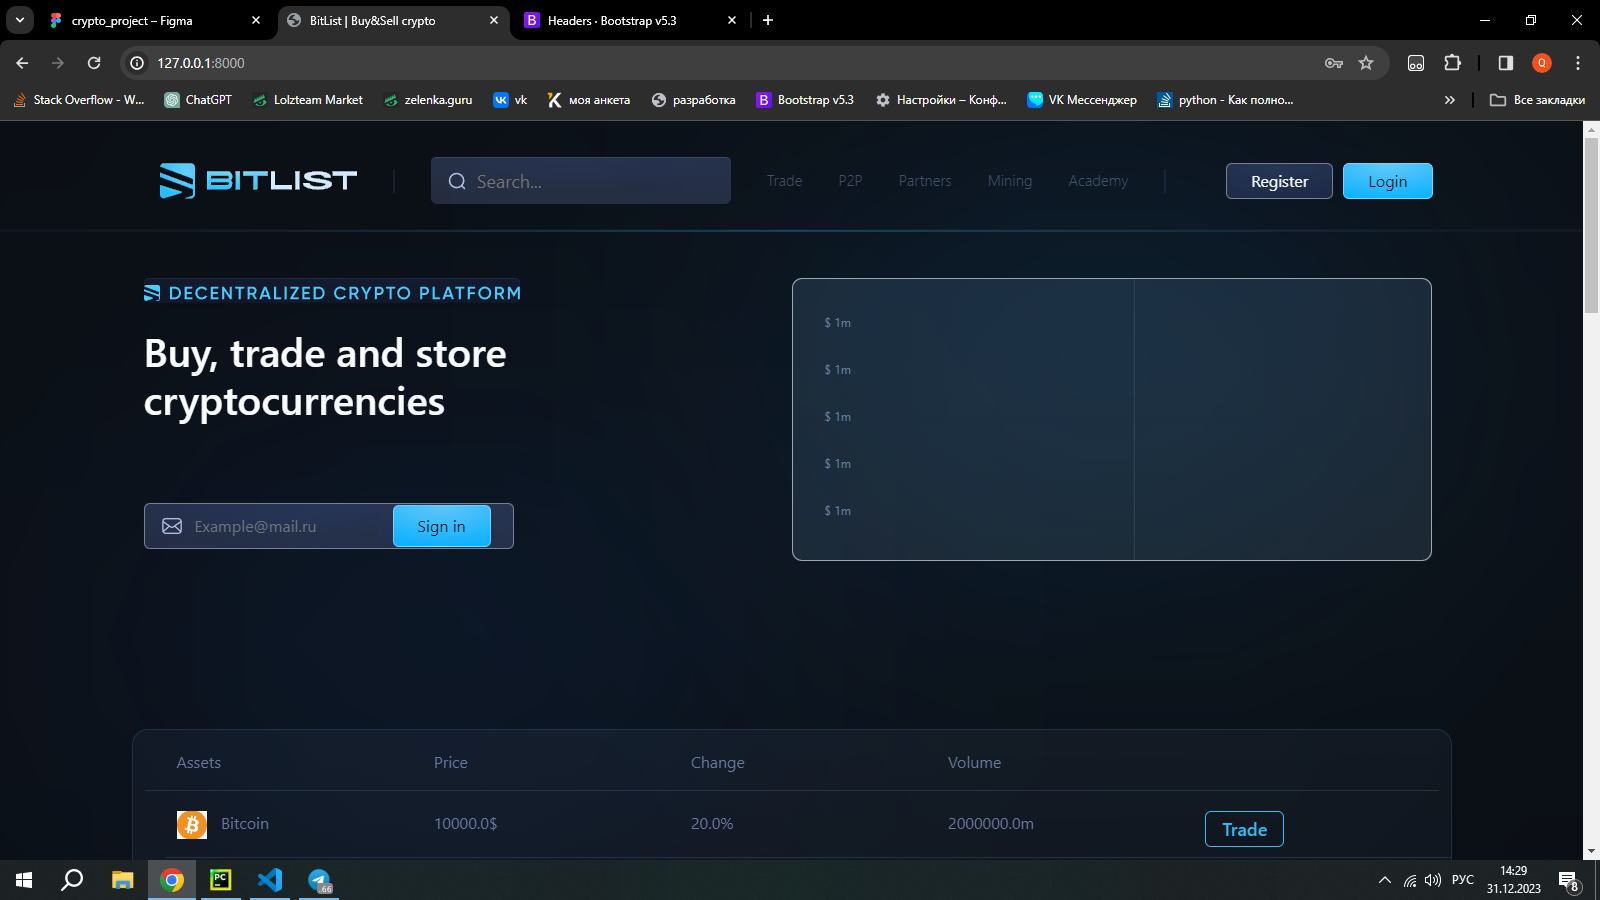 crypto_project – Figma
BitList | Buy&Sell crypto
Headers · Bootstrap v5.3
127.0.0.1:8000
Q
Stack Overflow - W...
ChatGPT
Lolzteam Market
zelenka.guru
vk
моя анкета
разработка
Bootstrap v5.3
Настройки – Конф...
VK Мессенджер
python - Как полно...
»
Все закладки
BITLIST
Search...
Trade
P2P
Partners
Mining
Academy
Register
Login
DECENTRALIZED CRYPTO PLATFORM
Buy, trade and store
cryptocurrencies
Example@mail.ru
Sign in
$ 1m
$ 1m
$ 1m
$ 1m
$ 1m
Assets Price Change Volume
Bitcoin 10000.0$ 20.0% 2000000.0m Trade
PC
66
РУС
14:29
31.12.2023
8